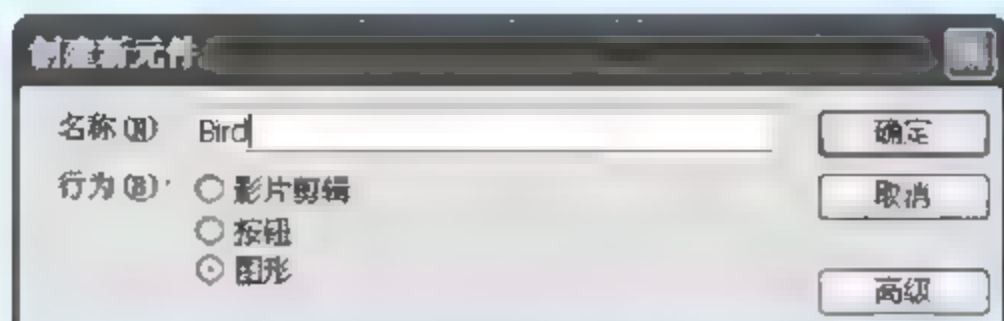 创建新元件
名称(N) Bird 确定
行为(B): 影片剪辑 取消
按钮
图形
高级